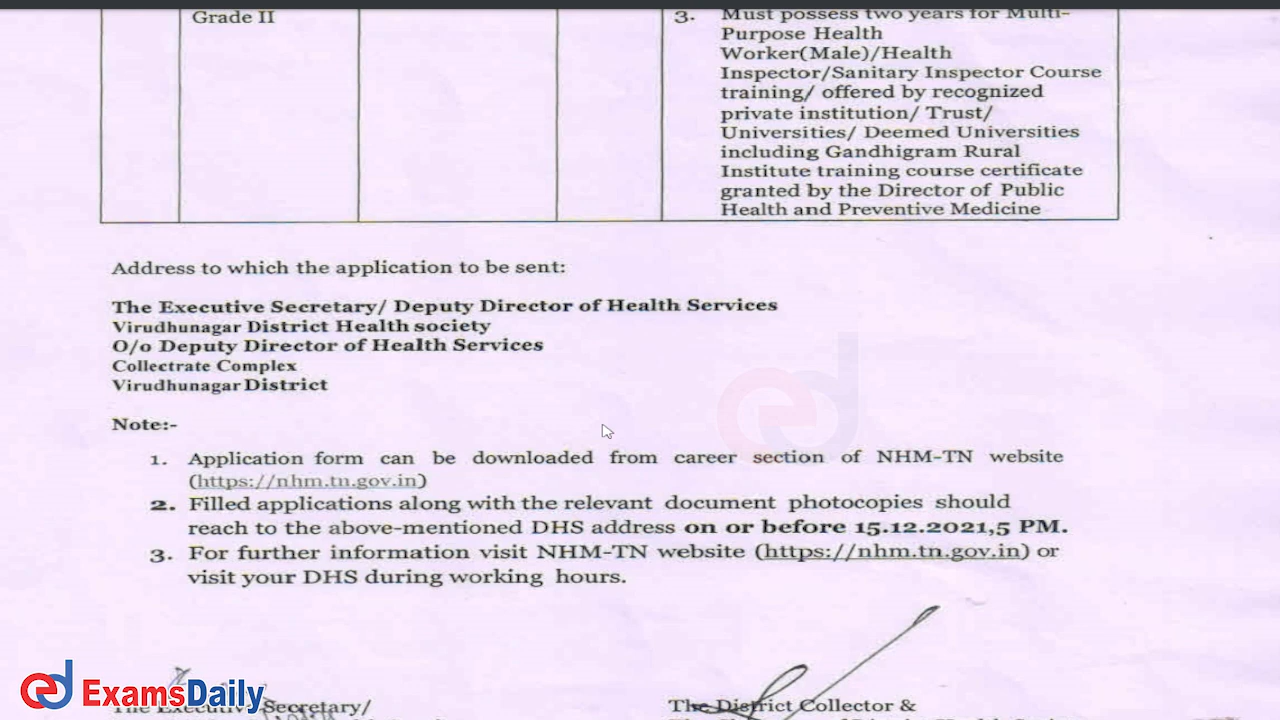 Grade II
3. Must possess two years for Multi-
Purpose Health
Worker(Male)/Health
Inspector/Sanitary Inspector Course
training/ offered by recognized
private institution/ Trust/
Universities/ Deemed Universities
including Gandhigram Rural
Institute training course certificate
granted by the Director of Public
Health and Preventive Medicine
Address to which the application to be sent:
The Executive Secretary/ Deputy Director of Health Services
Virudhunagar District Health society
O/o Deputy Director of Health Services
Collectrate Complex
Virudhunagar District
Note:-
1. Application form can be downloaded from career section of NHM-TN website
(https://nhm.tn.gov.in)
2. Filled applications along with the relevant document photocopies should
reach to the above-mentioned DHS address on or before 15.12.2021,5 PM.
3. For further information visit NHM-TN website (https://nhm.tn.gov.in) or
visit your DHS during working hours.
ed ExamsDaily
The Executive Secretary/
The District Collector &